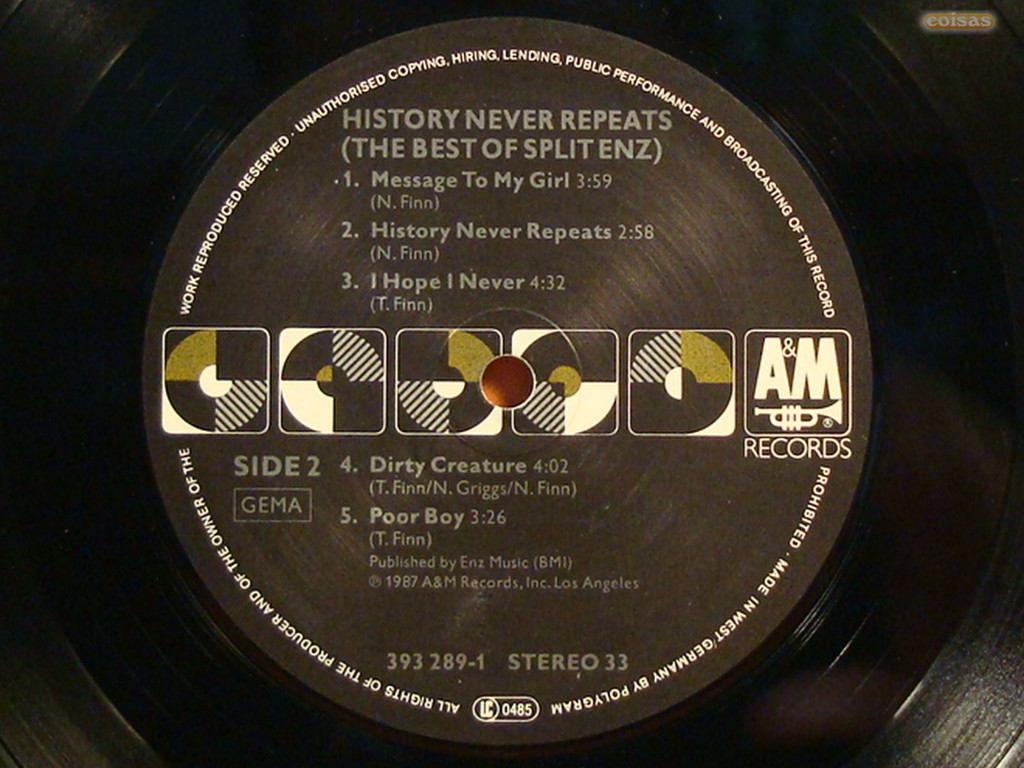 coisas
WORK REPRODUCED RESERVED · UNAUTHORISED COPYING, HIRING, LENDING, PUBLIC PERFORMANCE AND BROADCASTING OF THIS RECORD
HISTORY NEVER REPEATS
(THE BEST OF SPLIT ENZ)
1. Message To My Girl 3:59
(N. Finn)
2. History Never Repeats 2:58
(N. Finn)
3. I Hope I Never 4:32
(T. Finn)
A&M
®
RECORDS
SIDE 2
GEMA
4. Dirty Creature 4:02
(T. Finn/N. Griggs/N. Finn)
5. Poor Boy 3:26
(T. Finn)
Published by Enz Music (BMI)
℗ 1987 A&M Records, Inc. Los Angeles
393 289-1 STEREO 33
PROHIBITED · MADE IN WEST GERMANY BY POLYGRAM
LC 0485
ALL RIGHTS OF THE PRODUCER AND OF THE OWNER OF THE